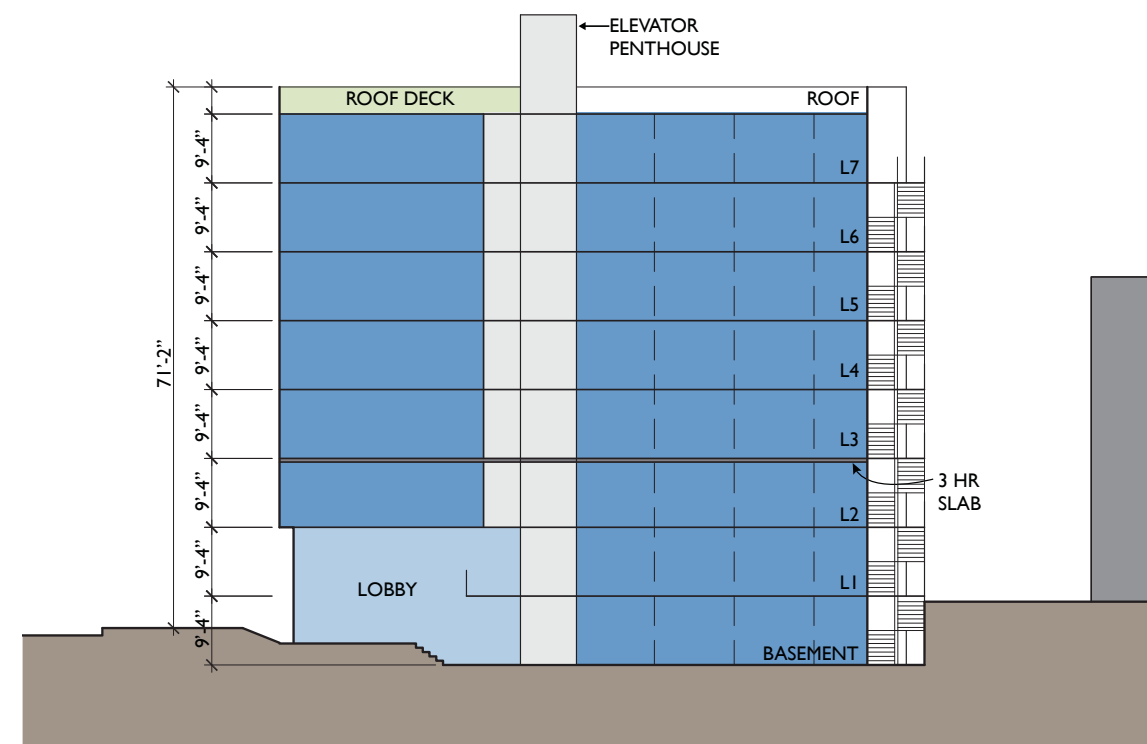 ELEVATOR
PENTHOUSE
ROOF DECK
ROOF
9'-4”
L7
9'-4”
L6
9'-4”
L5
71'-2”
9'-4”
L4
9'-4”
L3
3 HR
SLAB
9'-4”
L2
9'-4”
LOBBY
L1
9'-4”
BASEMENT